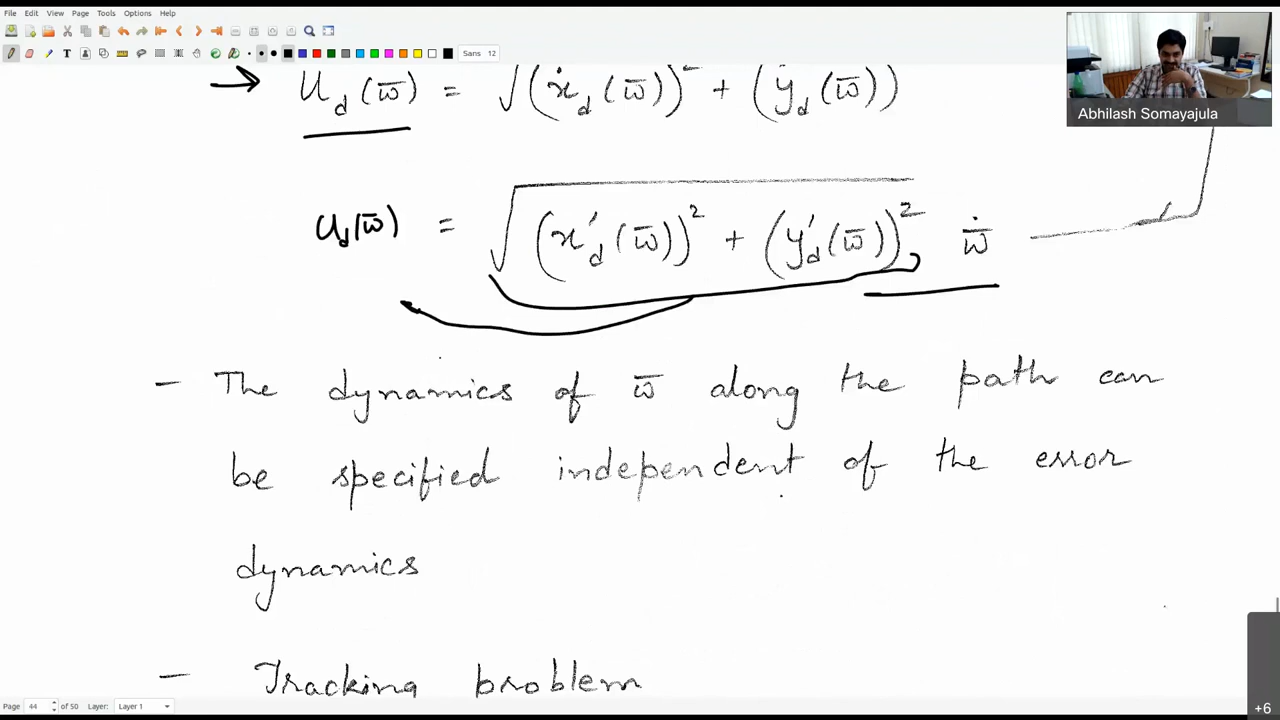 File Edit View Page Tools Options Help
Sans 12
Abhilash Somayajula
→ U_d (ω̄) = √(ẋ_d (ω̄))² + (ẏ_d (ω̄))
U_d(ω̄) = √(x'_d (ω̄))² + (y'_d (ω̄))² ω̄̇
- The dynamics of ω̄ along the path can
be specified independent of the error
dynamics
- Tracking problem
Page 44 of 50 Layer: Layer 1
+6